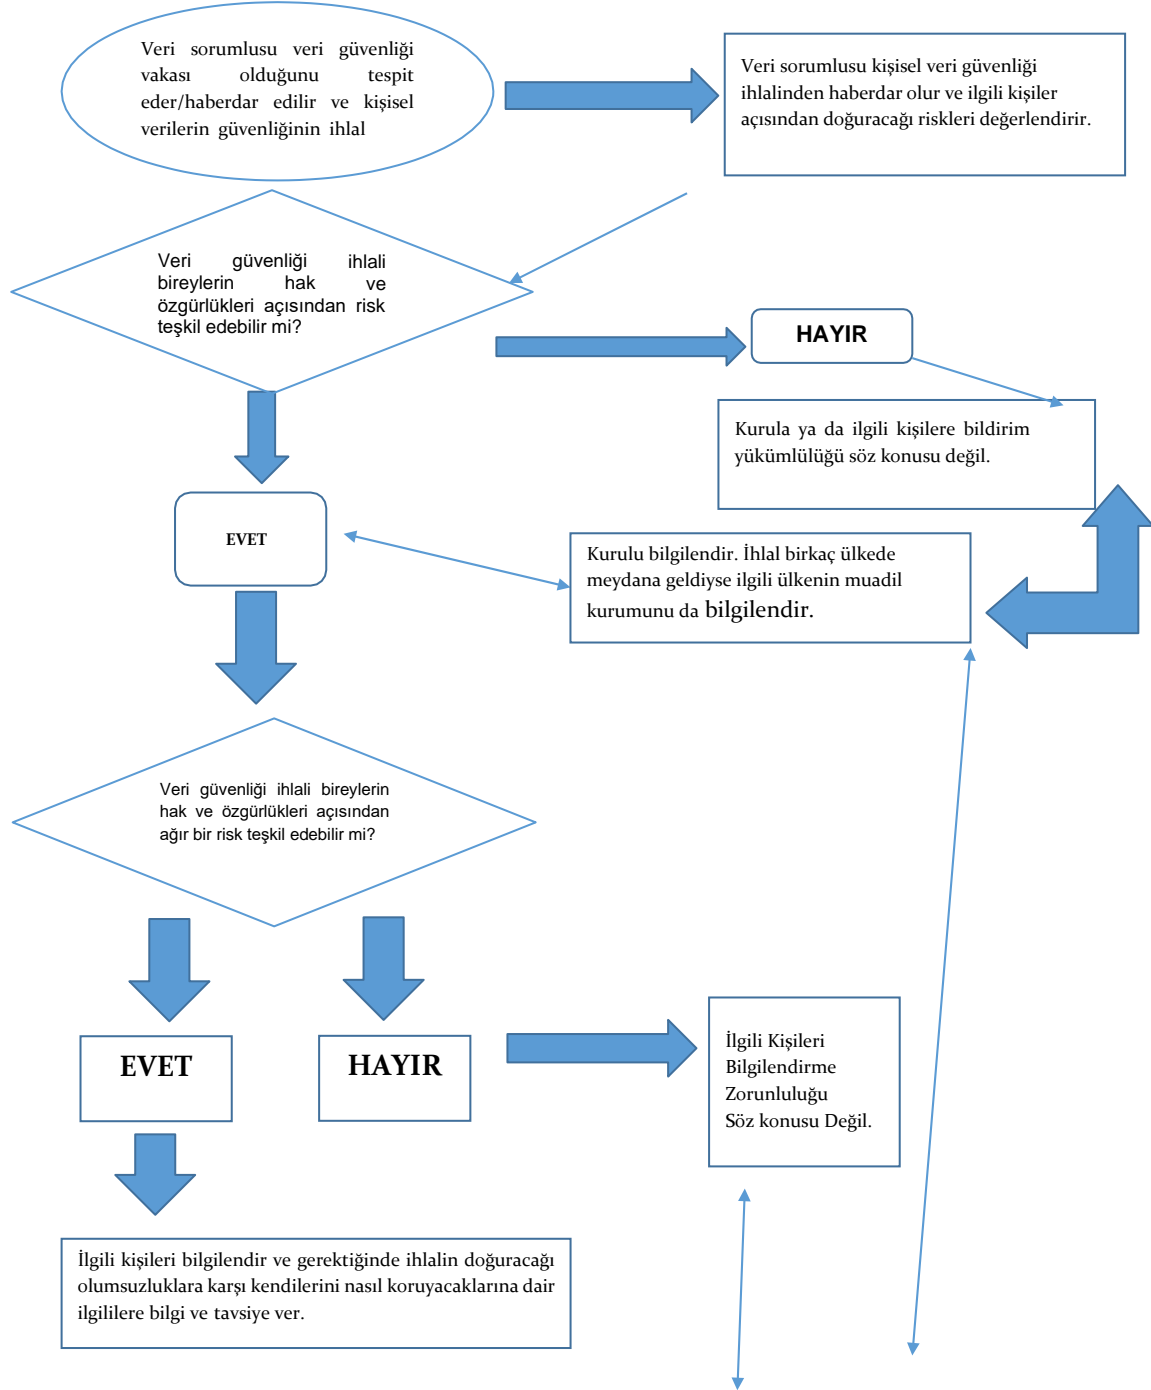 Veri sorumlusu veri güvenliği
vakası olduğunu tespit
eder/haberdar edilir ve kişisel
verilerin güvenliğinin ihlal
Veri sorumlusu kişisel veri güvenliği
ihlalinden haberdar olur ve ilgili kişiler
açısından doğuracağı riskleri değerlendirir.
Veri güvenliği ihlali
bireylerin hak ve
özgürlükleri açısından risk
teşkil edebilir mi?
HAYIR
Kurula ya da ilgili kişilere bildirim
yükümlülüğü söz konusu değil.
EVET
Kurulu bilgilendir. İhlal birkaç ülkede
meydana geldiyse ilgili ülkenin muadil
kurumunu da bilgilendir.
Veri güvenliği ihlali bireylerin
hak ve özgürlükleri açısından
ağır bir risk teşkil edebilir mi?
EVET
HAYIR
İlgili Kişileri
Bilgilendirme
Zorunluluğu
Söz konusu Değil.
İlgili kişileri bilgilendir ve gerektiğinde ihlalin doğuracağı
olumsuzluklara karşı kendilerini nasıl koruyacaklarına dair
ilgililere bilgi ve tavsiye ver.